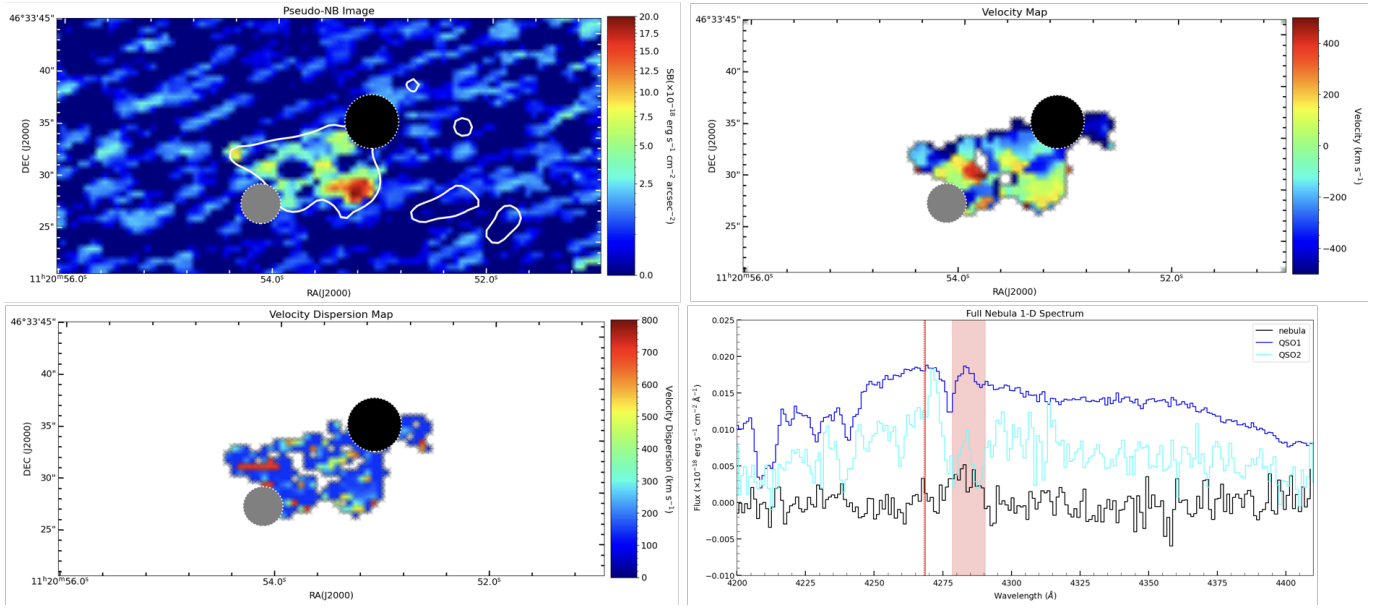 Pseudo-NB Image
46°33'45"
40"
35"
30"
25"
DEC (J2000)
11ʰ20ᵐ56.0ˢ
54.0ˢ
52.0ˢ
RA(J2000)
20.0
17.5
15.0
12.5
10.0
7.5
5.0
2.5
0.0
SB(×10⁻¹⁸ erg s⁻¹ cm⁻² arcsec⁻²)
Velocity Map
46°33'45"
40"
35"
30"
25"
DEC (J2000)
11ʰ20ᵐ56.0ˢ
54.0ˢ
52.0ˢ
RA(J2000)
400
200
0
−200
−400
Velocity (km s⁻¹)
Velocity Dispersion Map
46°33'45"
40"
35"
30"
25"
DEC (J2000)
11ʰ20ᵐ56.0ˢ
54.0ˢ
52.0ˢ
RA(J2000)
800
700
600
500
400
300
200
100
0
Velocity Dispersion (km s⁻¹)
Full Nebula 1-D Spectrum
0.025
0.020
0.015
0.010
0.005
0.000
−0.005
−0.010
Flux (×10⁻¹⁸ erg s⁻¹ cm⁻² Å⁻¹)
nebula
QSO1
QSO2
4200
4225
4250
4275
4300
4325
4350
4375
4400
Wavelength (Å)